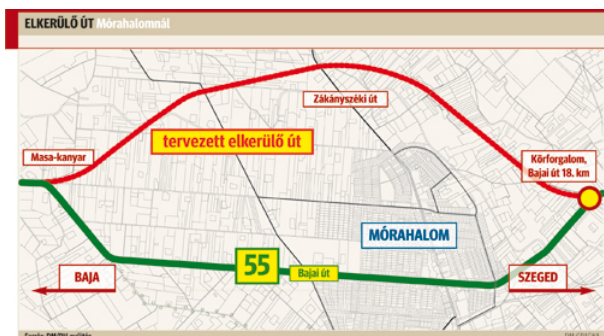 ELKERÜLŐ ÚT Mórahalomnál
Zákányszéki út
tervezett elkerülő út
Masa-kanyar
Körforgalom,
Bajai út 18. km
MÓRAHALOM
55
Bajai út
BAJA
SZEGED